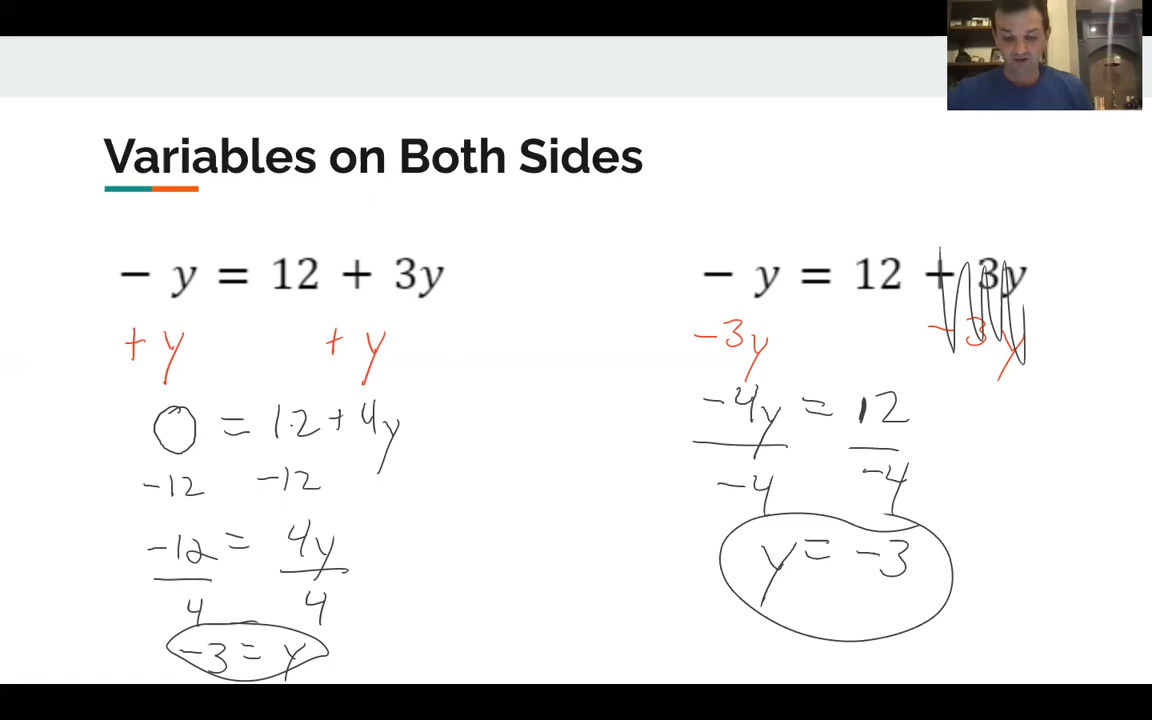 Variables on Both Sides
− y = 12 + 3y
+ y + y
0 = 12 + 4y
-12 -12
-12 = 4y
4 4
-3 = y
− y = 12 + 3y
-3y -3y
-4y = 12
-4 -4
y = -3